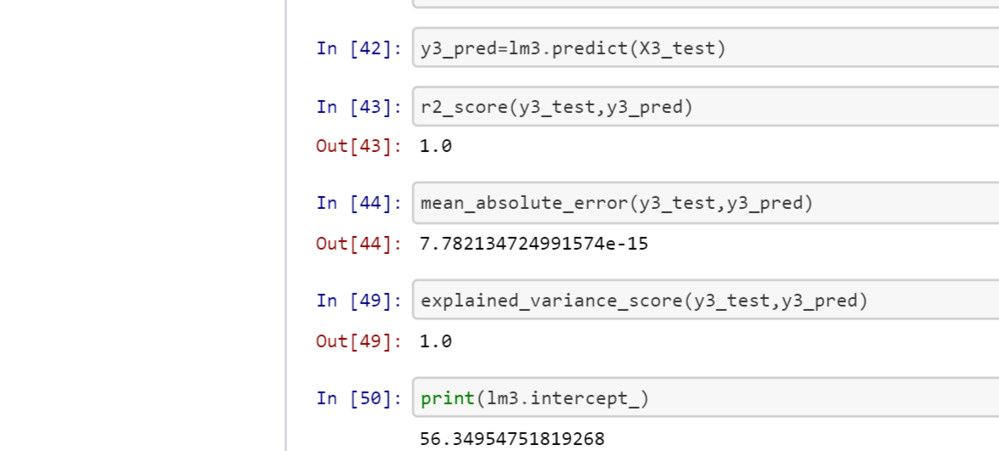 In [42]: y3_pred=lm3.predict(X3_test)
In [43]: r2_score(y3_test,y3_pred)
Out[43]: 1.0
In [44]: mean_absolute_error(y3_test,y3_pred)
Out[44]: 7.782134724991574e-15
In [49]: explained_variance_score(y3_test,y3_pred)
Out[49]: 1.0
In [50]: print(lm3.intercept_)
56.34954751819268